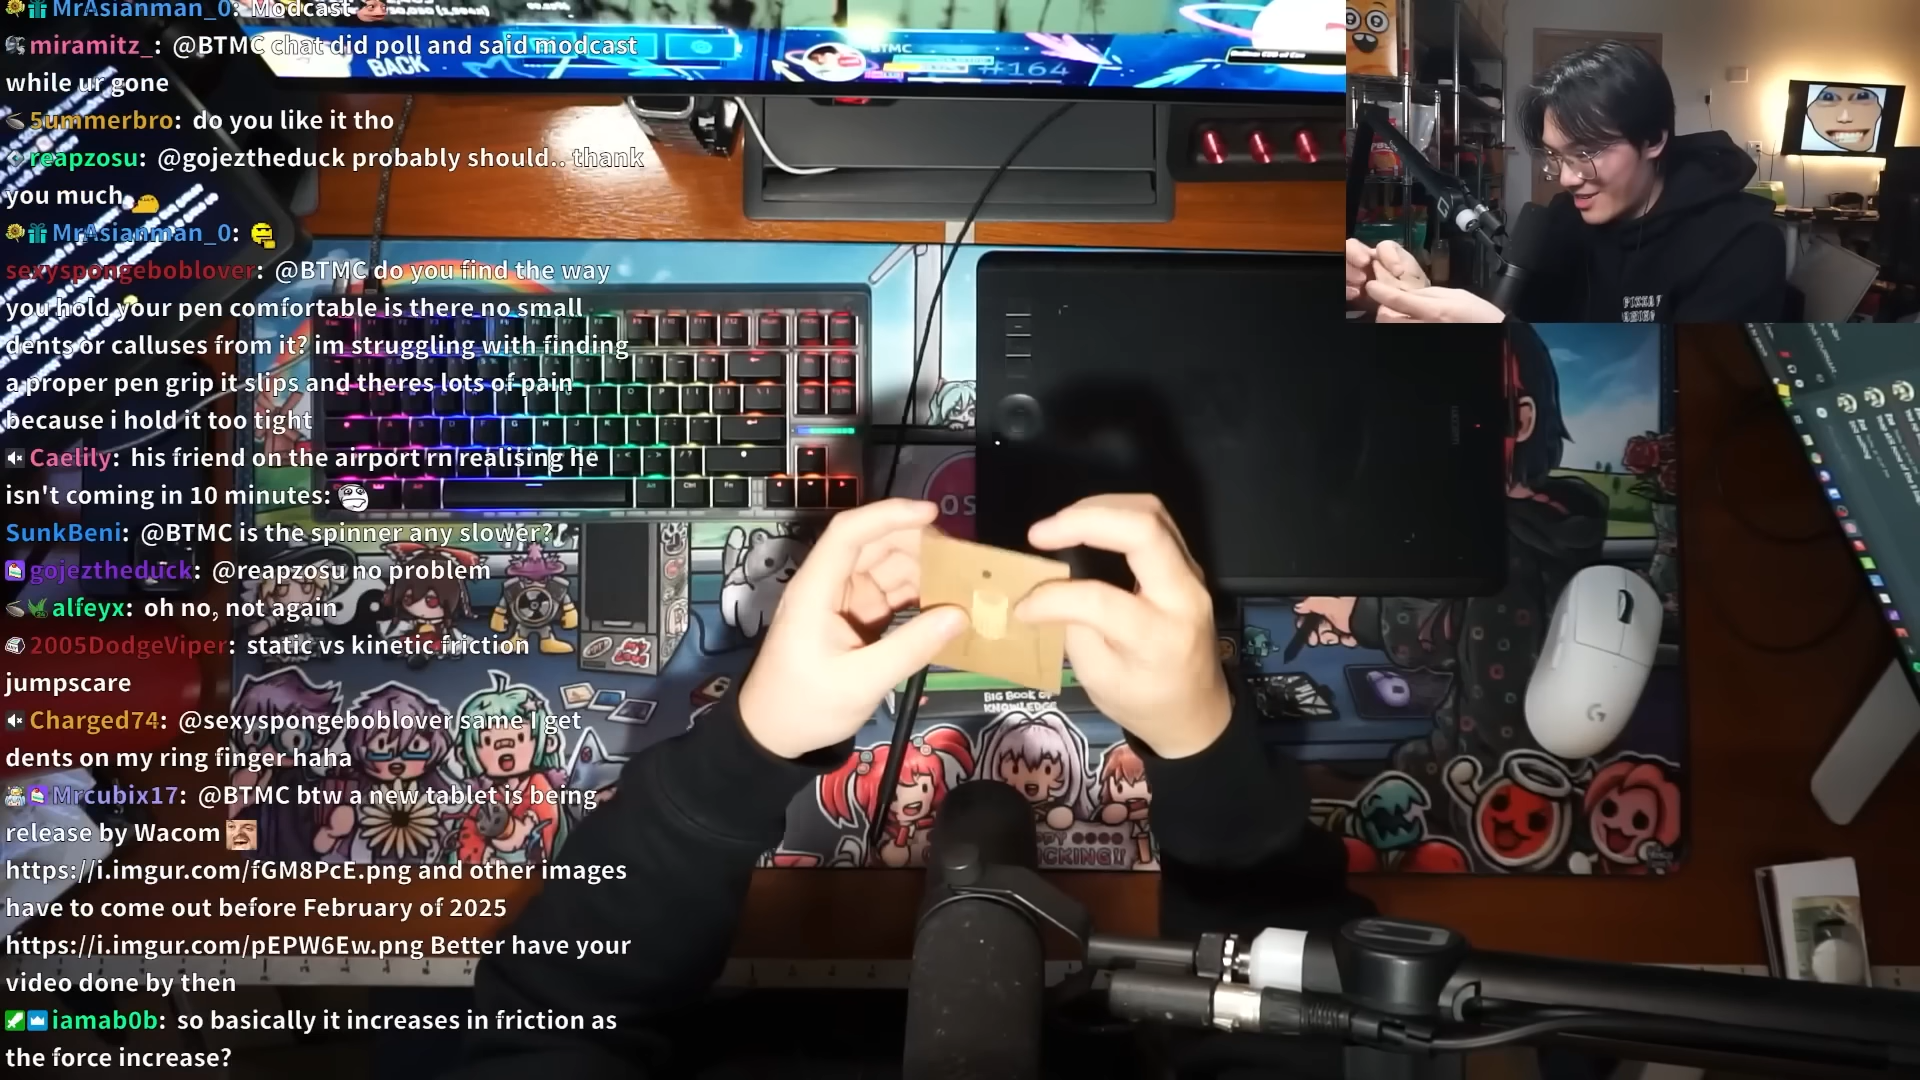 MrAsianman_0: Modcast
miramitz_: @BTMC chat did poll and said modcast
while ur gone
5ummerbro: do you like it tho
reapzosu: @gojeztheduck probably should.. thank
you much
MrAsianman_0:
sexyspongeboblover: @BTMC do you find the way
you hold your pen comfortable is there no small
dents or calluses from it? im struggling with finding
a proper pen grip it slips and theres lots of pain
because i hold it too tight
Caelily: his friend on the airport rn realising he
isn't coming in 10 minutes:
SunkBeni: @BTMC is the spinner any slower?
gojeztheduck: @reapzosu no problem
alfeyx: oh no, not again
2005DodgeViper: static vs kinetic friction
jumpscare
Charged74: @sexyspongeboblover same I get
dents on my ring finger haha
Mrcubix17: @BTMC btw a new tablet is being
release by Wacom
https://i.imgur.com/fGM8PcE.png and other images
have to come out before February of 2025
https://i.imgur.com/pEPW6Ew.png Better have your
video done by then
iamab0b: so basically it increases in friction as
the force increase?
BACK
BTMC
#164
OS
BIG BOOK OF
KNOWLEDGE